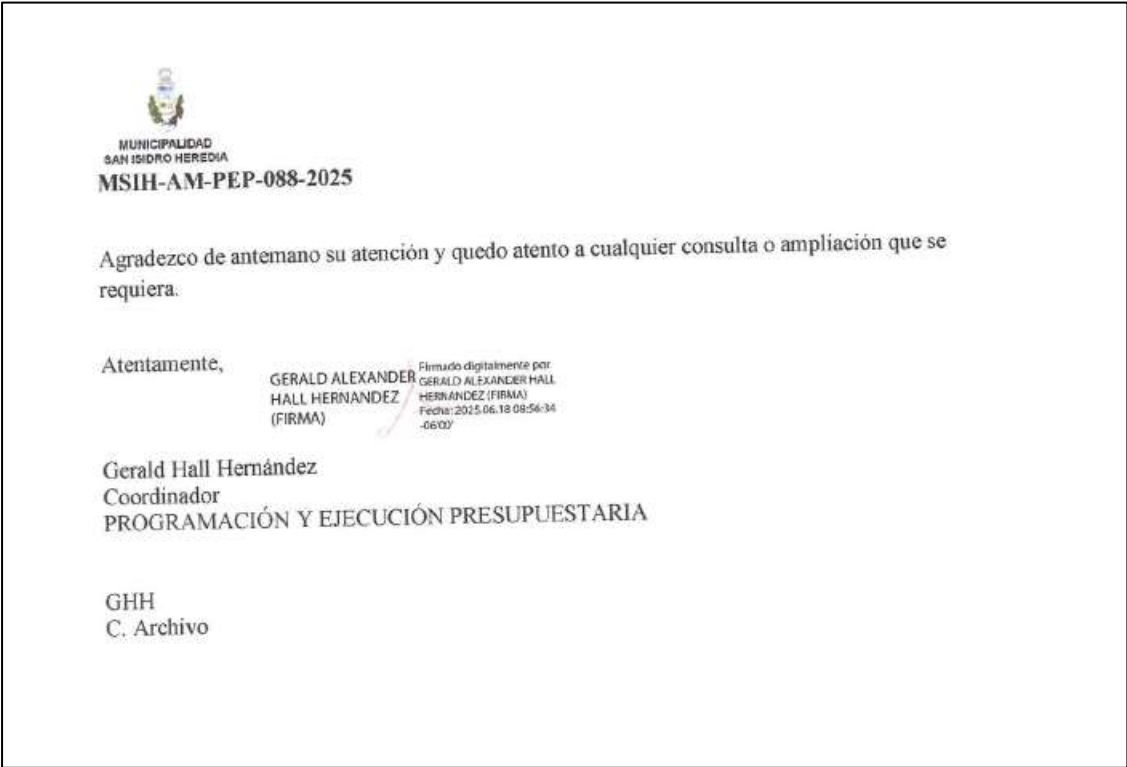 MUNICIPALIDAD
SAN ISIDRO HEREDIA
MSIH-AM-PEP-088-2025
Agradezco de antemano su atención y quedo atento a cualquier consulta o ampliación que se
requiera.
Atentamente,
GERALD ALEXANDER
HALL HERNANDEZ
(FIRMA)
Firmado digitalmente por
GERALD ALEXANDER HALL
HERNANDEZ (FIRMA)
Fecha: 2025.06.18 08:56:34
-06'00'
Gerald Hall Hernández
Coordinador
PROGRAMACIÓN Y EJECUCIÓN PRESUPUESTARIA
GHH
C. Archivo